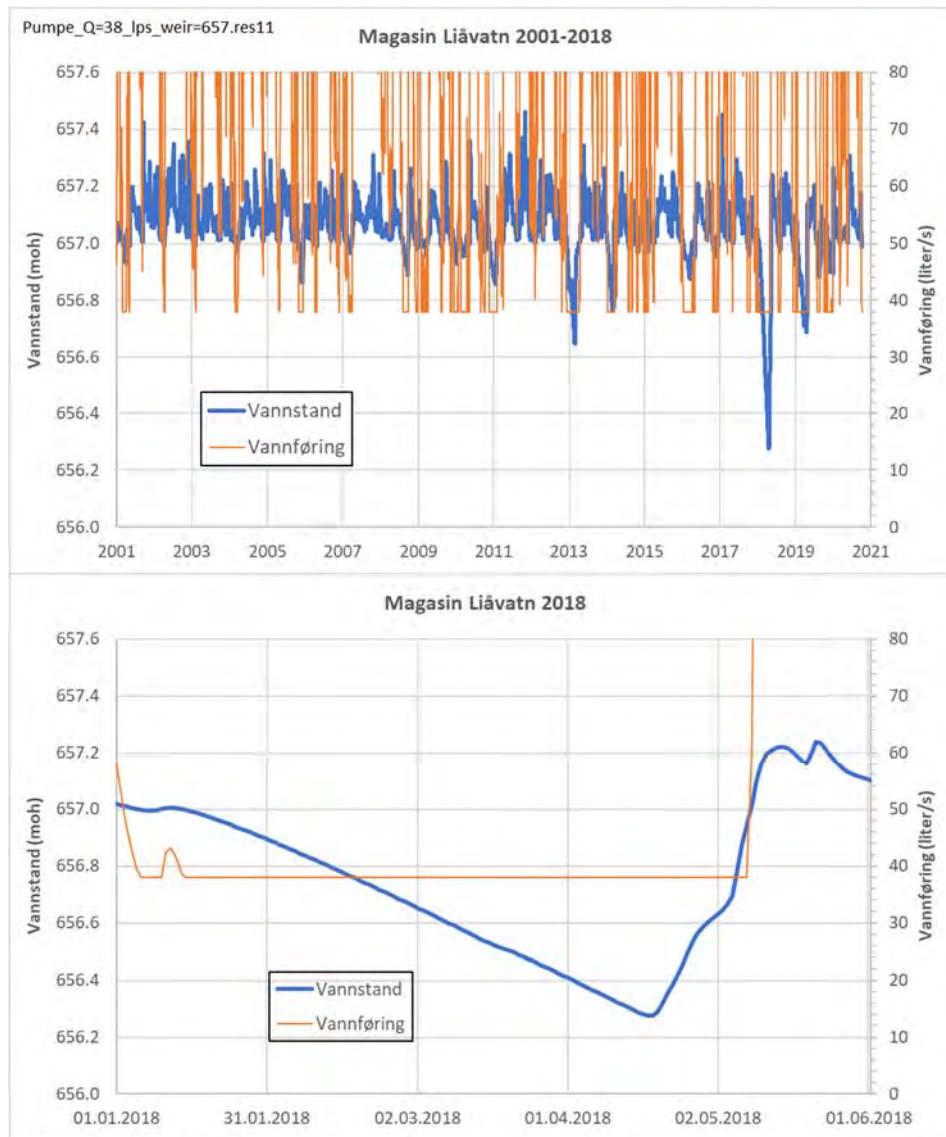 Pumpe_Q=38_lps_weir=657.res11
Magasin Liåvatn 2001-2018
657.6
657.4
657.2
657.0
656.8
656.6
656.4
656.2
656.0
Vannstand (moh)
80
70
60
50
40
30
20
10
0
Vannføring (liter/s)
Vannstand
Vannføring
2001 2003 2005 2007 2009 2011 2013 2015 2017 2019 2021
Magasin Liåvatn 2018
657.6
657.4
657.2
657.0
656.8
656.6
656.4
656.2
656.0
Vannstand (moh)
80
70
60
50
40
30
20
10
0
Vannføring (liter/s)
Vannstand
Vannføring
01.01.2018 31.01.2018 02.03.2018 01.04.2018 02.05.2018 01.06.2018